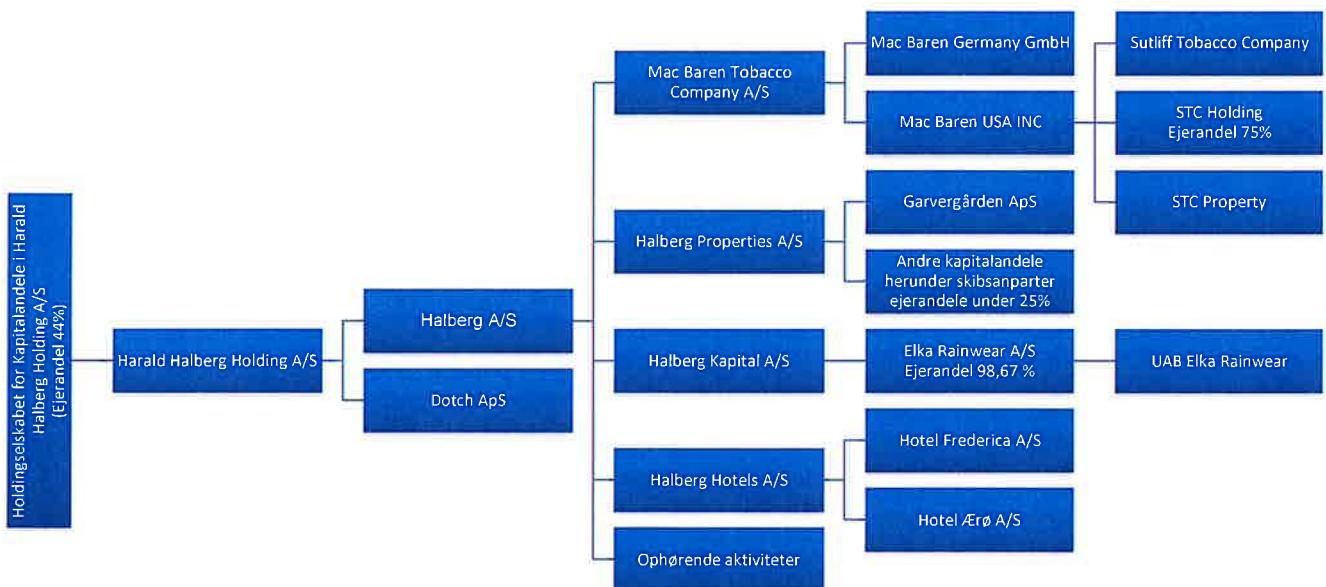 Holdingselskabet for Kapitalandele i Harald
Halberg Holding A/S
(Ejerandel 44%)
Harald Halberg Holding A/S
Halberg A/S
Dotch ApS
Mac Baren Tobacco
Company A/S
Mac Baren Germany GmbH
Mac Baren USA INC
Sutliff Tobacco Company
STC Holding
Ejerandel 75%
STC Property
Halberg Properties A/S
Garvergården ApS
Andre kapitalandele
herunder skibsanparter
ejerandele under 25%
Halberg Kapital A/S
Elka Rainwear A/S
Ejerandel 98,67 %
UAB Elka Rainwear
Halberg Hotels A/S
Hotel Frederica A/S
Hotel Ærø A/S
Ophørende aktiviteter